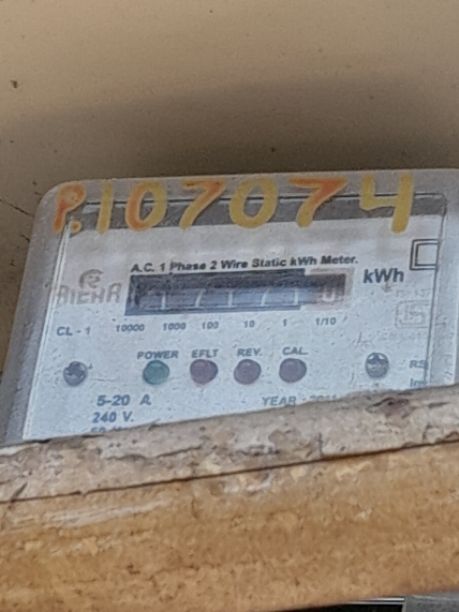 P.107074
A.C. 1 Phase 2 Wire Static kWh Meter.
kWh
CL - 1 10000 1000 100 10 1 1/10
POWER EFLT REV. CAL.
5-20 A.
YEAR
240 V.